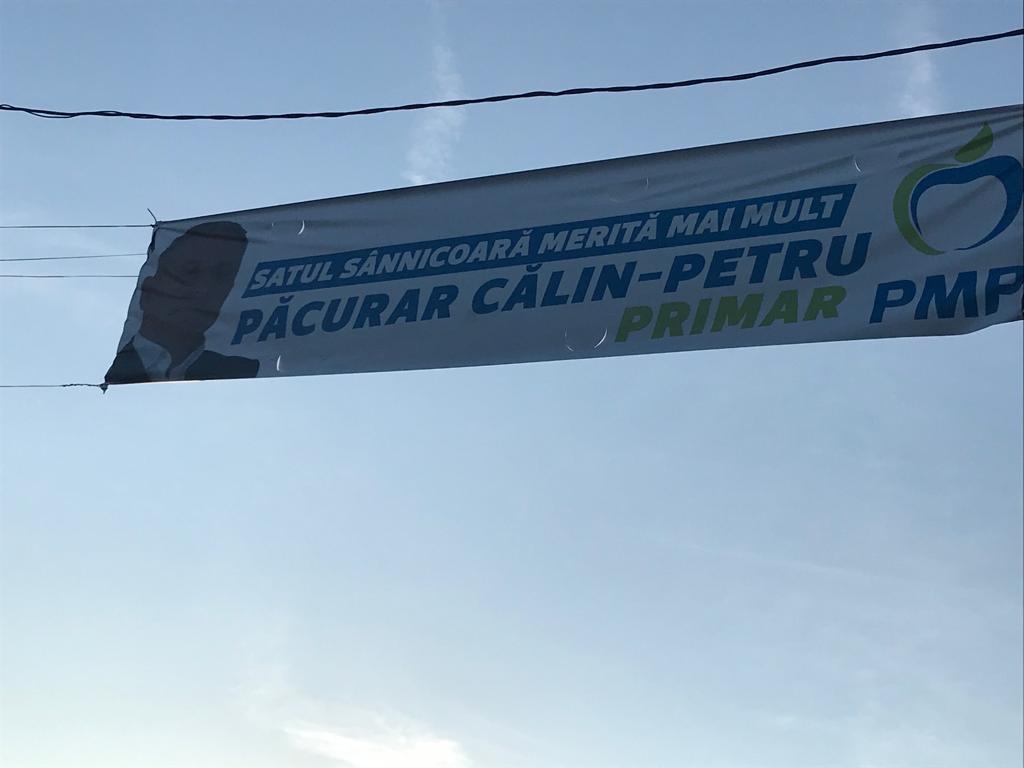 SATUL SÂNNICOARĂ MERITĂ MAI MULT
PĂCURAR CĂLIN-PETRU
PRIMAR
PMP